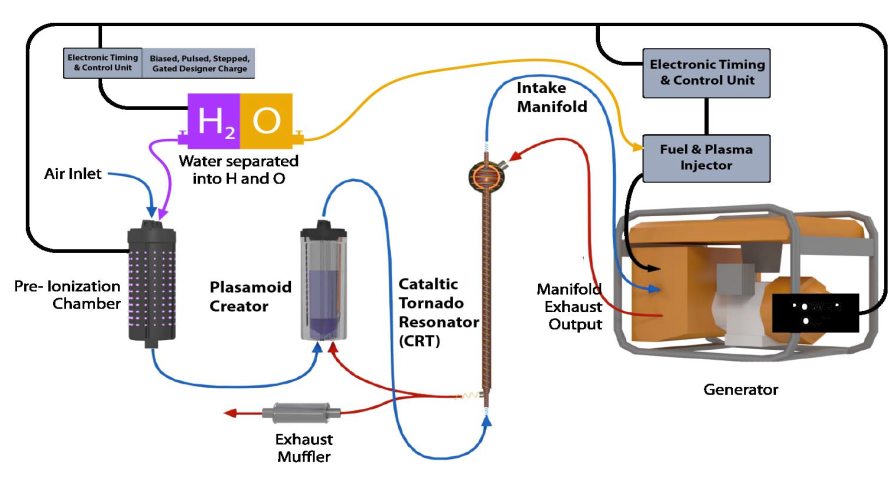 Electronic Timing
& Control Unit
Biased, Pulsed, Stepped,
Gated Designer Charge
H2 O
Water separated
into H and O
Air Inlet
Pre- Ionization
Chamber
Plasamoid
Creator
Exhaust
Muffler
Cataltic
Tornado
Resonator
(CRT)
Intake
Manifold
Electronic Timing
& Control Unit
Fuel & Plasma
Injector
Manifold
Exhaust
Output
Generator